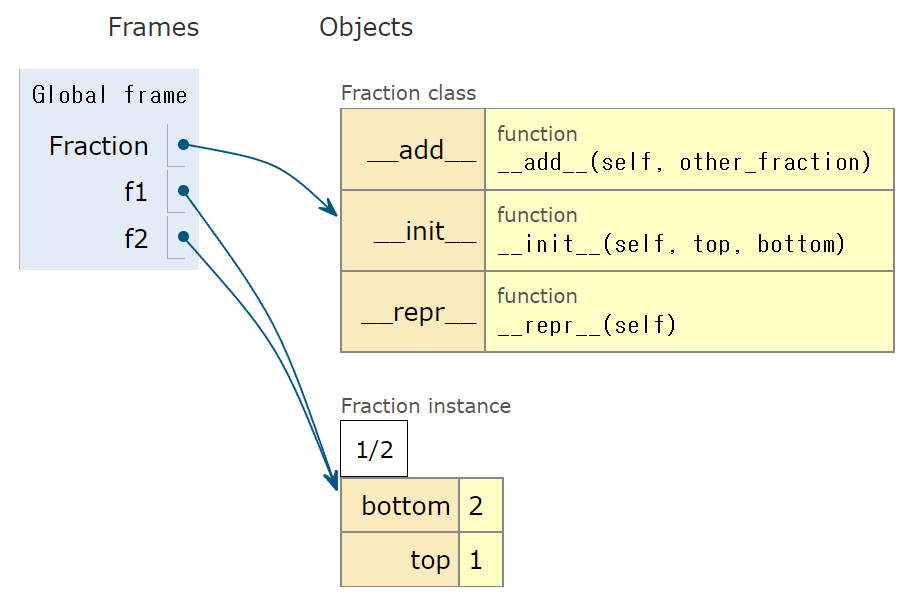 Frames Objects
Global frame
Fraction
f1
f2
Fraction class
__add__ function
__add__(self, other_fraction)
__init__ function
__init__(self, top, bottom)
__repr__ function
__repr__(self)
Fraction instance
1/2
bottom 2
top 1